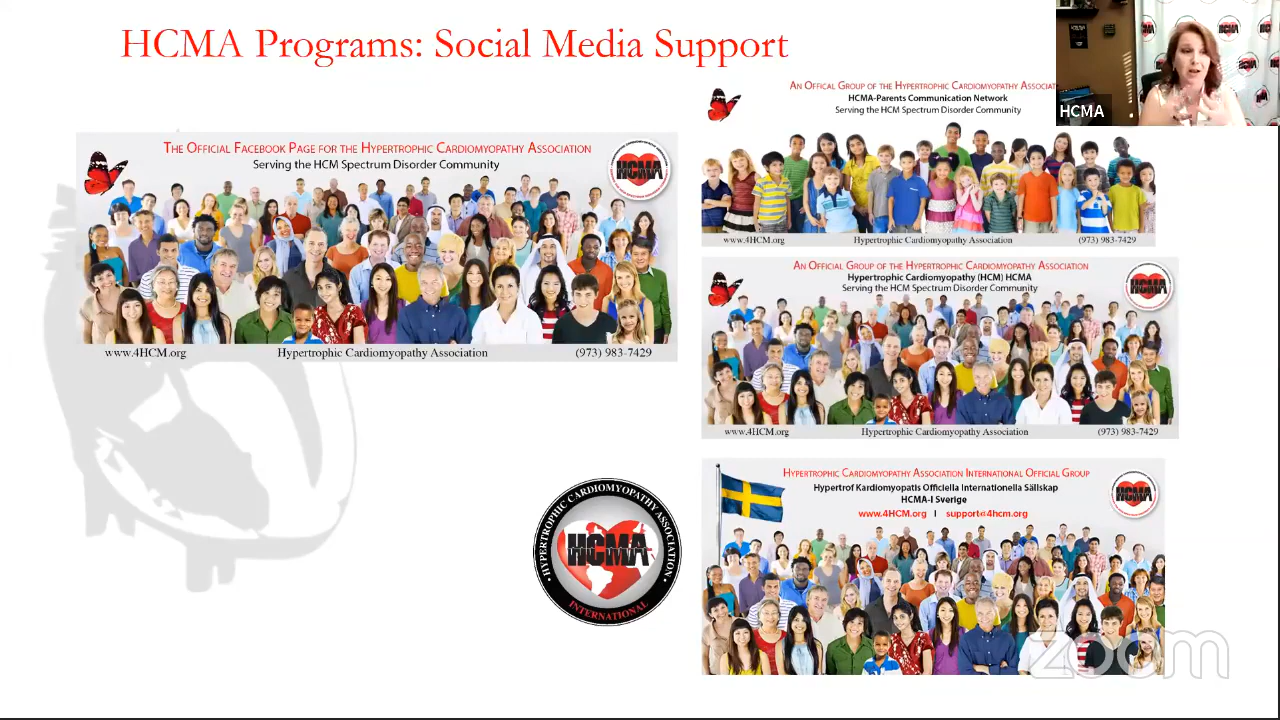 HCMA Programs: Social Media Support
HCMA
THE OFFICIAL FACEBOOK PAGE FOR THE HYPERTROPHIC CARDIOMYOPATHY ASSOCIATION
Serving the HCM Spectrum Disorder Community
HCMA
www.4HCM.org
Hypertrophic Cardiomyopathy Association
(973) 983-7429
AN OFFICAL GROUP OF THE HYPERTROPHIC CARDIOMYOPATHY
HCMA-Parents Communication Network
Serving the HCM Spectrum Disorder Community
www.4HCM.org
Hypertrophic Cardiomyopathy Association
(973) 983-7429
AN OFFICIAL GROUP OF THE HYPERTROPHIC CARDIOMYOPATHY ASSOCIATION
Hypertrophic Cardiomyopathy (HCM) HCMA
Serving the HCM Spectrum Disorder Community
HCMA
www.4HCM.org
Hypertrophic Cardiomyopathy Association
(973) 983-7429
HYPERTROPHIC CARDIOMYOPATHY ASSOCIATION INTERNATIONAL OFFICIAL GROUP
Hypertrof Kardiomyopatis Officiella Internationella Sällskap
HCMA-I Sverige
www.4HCM.org | support@4hcm.org
HCMA
HYPERTROPHIC CARDIOMYOPATHY ASSOCIATION
HCMA
INTERNATIONAL
zoom